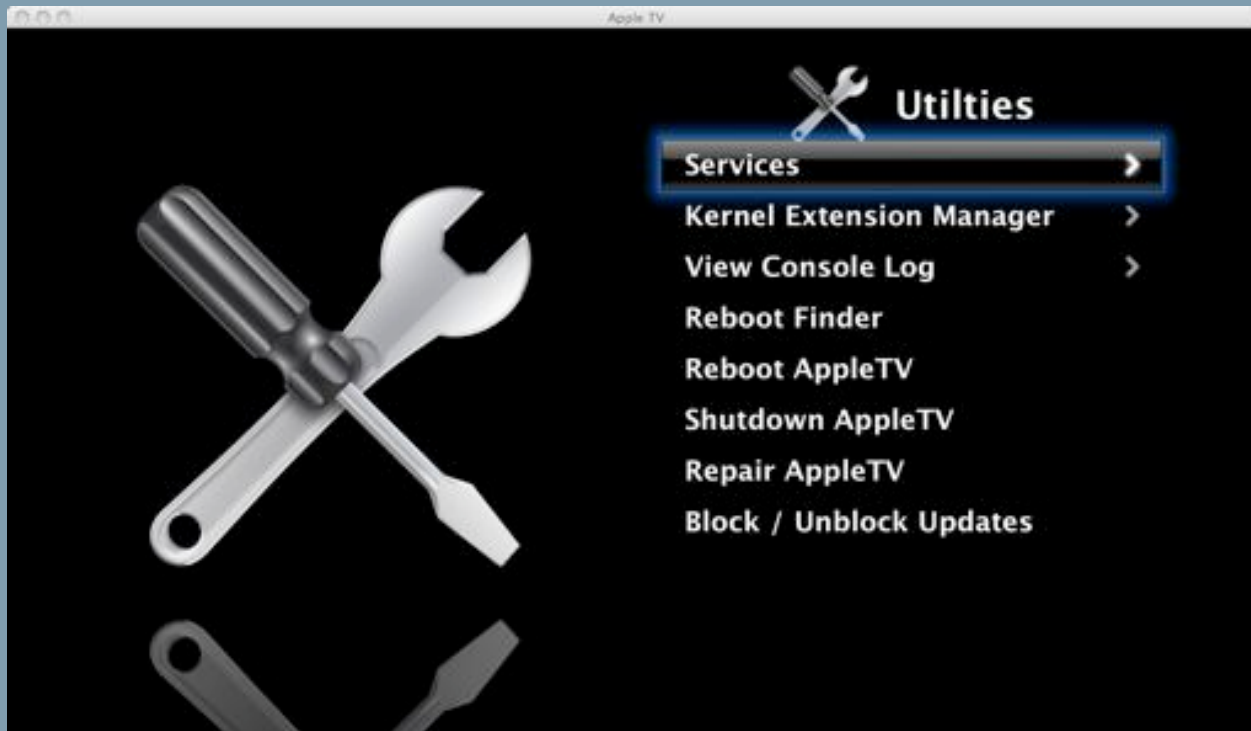 Apple TV
Utilties
Services
Kernel Extension Manager
View Console Log
Reboot Finder
Reboot AppleTV
Shutdown AppleTV
Repair AppleTV
Block / Unblock Updates